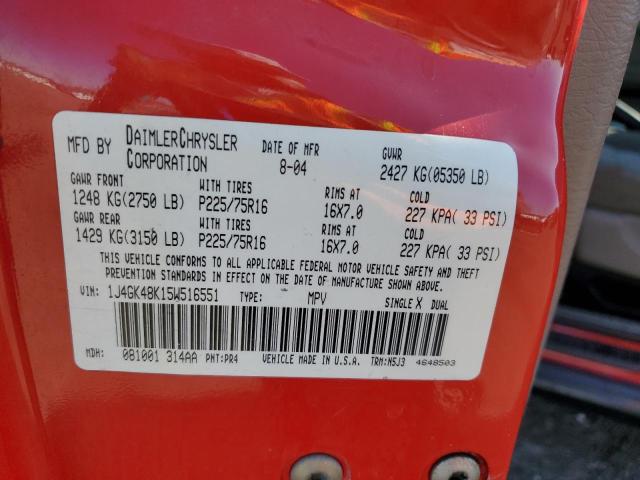 MFD BY DAIMLERCHRYSLER CORPORATION DATE OF MFR 8-04 GVWR 2427 KG(05350 LB)
GAWR FRONT WITH TIRES RIMS AT COLD
1248 KG(2750 LB) P225/75R16 16X7.0 227 KPA( 33 PSI)
GAWR REAR WITH TIRES RIMS AT COLD
1429 KG(3150 LB) P225/75R16 16X7.0 227 KPA( 33 PSI)
THIS VEHICLE CONFORMS TO ALL APPLICABLE FEDERAL MOTOR VEHICLE SAFETY AND THEFT
PREVENTION STANDARDS IN EFFECT ON THE DATE OF MANUFACTURE SHOWN ABOVE.
VIN: 1J4GK48K15W516551 TYPE: MPV SINGLE X DUAL
MDH: 081001 314AA PNT:PR4 VEHICLE MADE IN U.S.A. TRM:N5J3 4648503